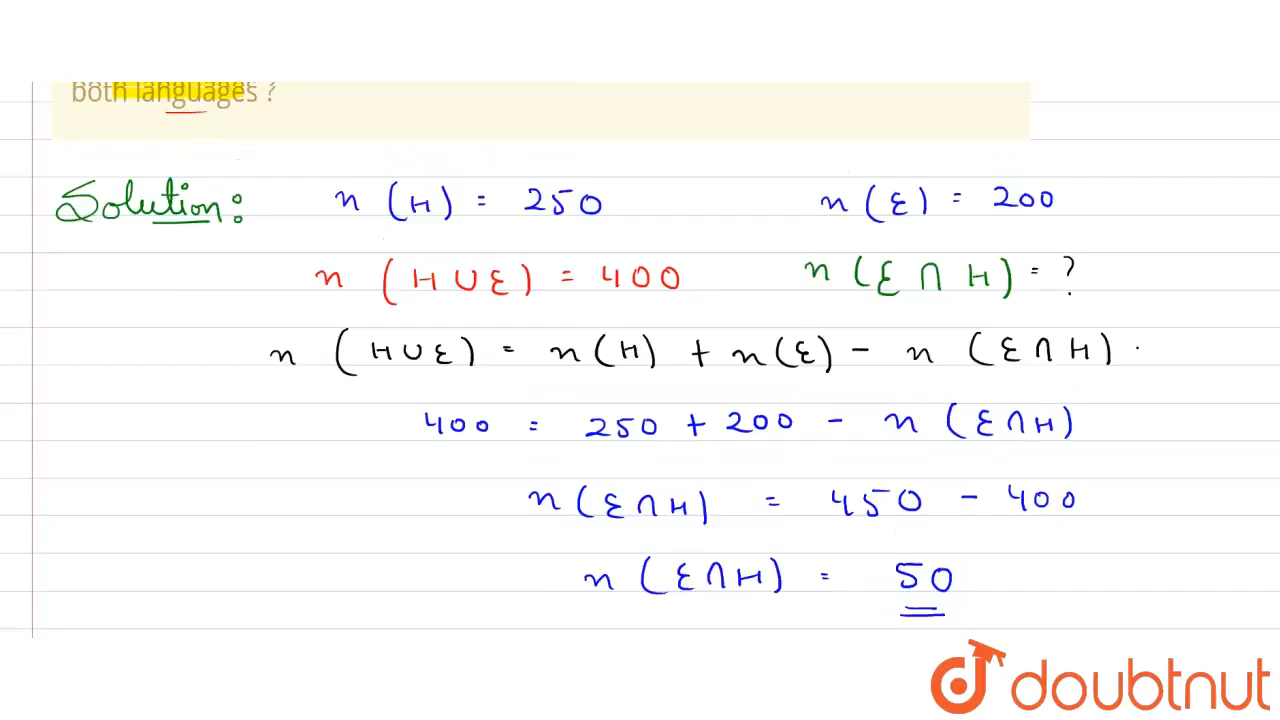 both languages ?
Solution: n (H) = 250 n (E) = 200
n (H ∪ E) = 400 n (E ∩ H) = ?
n (H ∪ E) = n (H) + n (E) - n (E ∩ H) .
400 = 250 + 200 - n (E ∩ H)
n (E ∩ H) = 450 - 400
n (E ∩ H) = 50
doubtnut